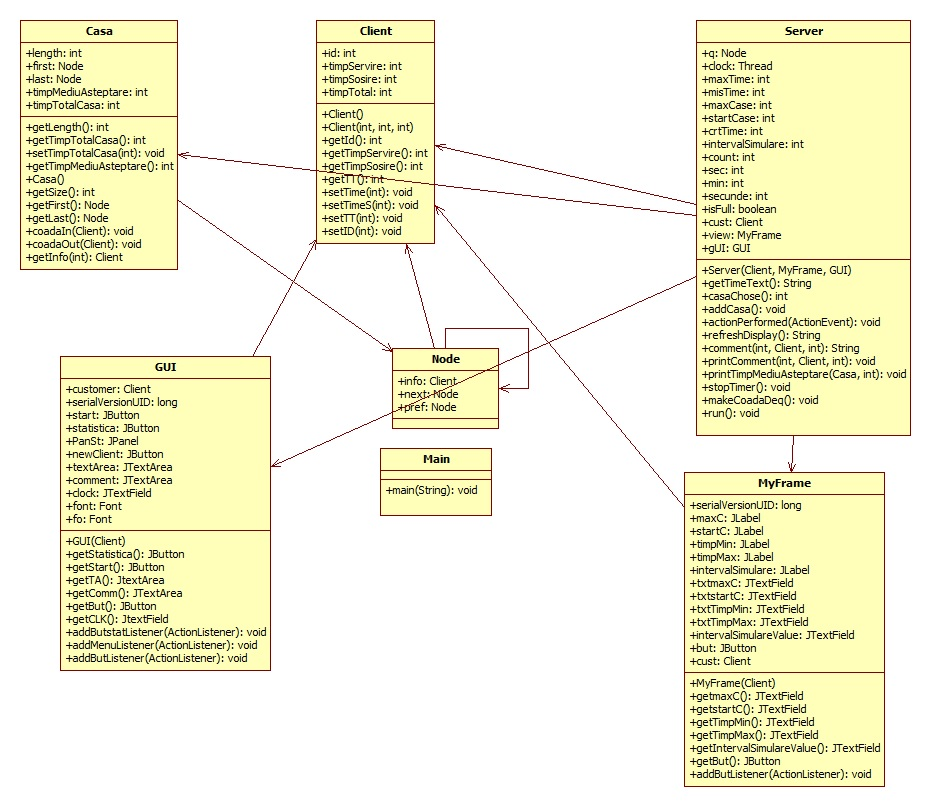 Casa
+length: int
+first: Node
+last: Node
+timpMediuAsteptare: int
+timpTotalCasa: int
+getLength(): int
+getTimpTotalCasa(): int
+setTimpTotalCasa(int): void
+getTimpMediuAsteptare(): int
+Casa()
+getSize(): int
+getFirst(): Node
+getLast(): Node
+coadaIn(Client): void
+coadaOut(Client): void
+getInfo(int): Client
Client
+id: int
+timpServire: int
+timpSosire: int
+timpTotal: int
+Client()
+Client(int, int, int)
+getId(): int
+getTimpServire(): int
+getTimpSosire(): int
+getTT(): int
+setTime(int): void
+setTimeS(int): void
+setTT(int): void
+setID(int): void
Server
+q: Node
+clock: Thread
+maxTime: int
+misTime: int
+maxCase: int
+startCase: int
+crtTime: int
+intervalSimulare: int
+count: int
+sec: int
+min: int
+secunde: int
+isFull: boolean
+cust: Client
+view: MyFrame
+gUI: GUI
+Server(Client, MyFrame, GUI)
+getTimeText(): String
+casaChose(): int
+addCasa(): void
+actionPerformed(ActionEvent): void
+refreshDisplay(): String
+comment(int, Client, int): String
+printComment(int, Client, int): void
+printTimpMediuAsteptare(Casa, int): void
+stopTimer(): void
+makeCoadaDeq(): void
+run(): void
GUI
+customer: Client
+serialVersionUID: long
+start: JButton
+statistica: JButton
+PanSt: JPanel
+newClient: JButton
+textArea: JTextArea
+comment: JTextArea
+clock: JTextField
+font: Font
+fo: Font
+GUI(Client)
+getStatistica(): JButton
+getStart(): JButton
+getTA(): JtextArea
+getComm(): JTextArea
+getBut(): JButton
+getCLK(): JtextField
+addButstatListener(ActionListener): void
+addMenuListener(ActionListener): void
+addButListener(ActionListener): void
Node
+info: Client
+next: Node
+pref: Node
Main
+main(String): void
MyFrame
+serialVersionUID: long
+maxC: JLabel
+startC: JLabel
+timpMin: JLabel
+timpMax: JLabel
+intervalSimulare: JLabel
+txtmaxC: JTextField
+txtstartC: JTextField
+txtTimpMin: JTextField
+txtTimpMax: JTextField
+intervalSimulareValue: JTextField
+but: JButton
+cust: Client
+MyFrame(Client)
+getmaxC(): JTextField
+getstartC(): JTextField
+getTimpMin(): JTextField
+getTimpMax(): JTextField
+getIntervalSimulareValue(): JTextField
+getBut(): JButton
+addButListener(ActionListener): void